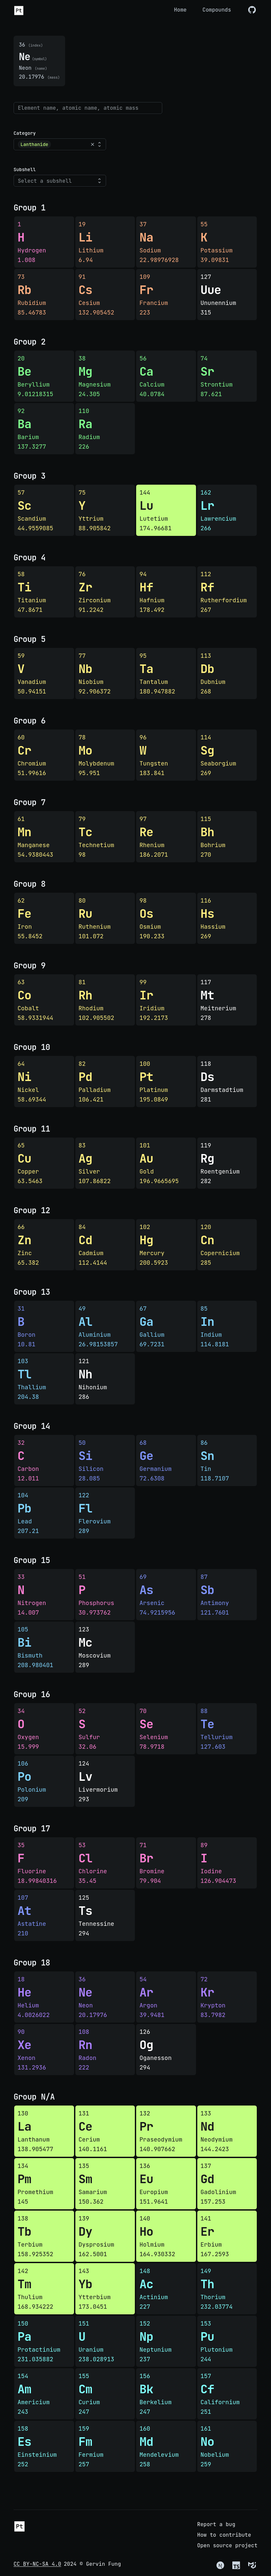 Pt
Home Compounds
36 (index)
Ne (symbol)
Neon (name)
20.17976 (mass)
Element name, atomic name, atomic mass
Category
Lanthanide
Subshell
Select a subshell
Group 1
1 19 37 55
H Li Na K
Hydrogen Lithium Sodium Potassium
1.008 6.94 22.98976928 39.09831
73 91 109 127
Rb Cs Fr Uue
Rubidium Cesium Francium Ununennium
85.46783 132.905452 223 315
Group 2
20 38 56 74
Be Mg Ca Sr
Beryllium Magnesium Calcium Strontium
9.01218315 24.305 40.0784 87.621
92 110
Ba Ra
Barium Radium
137.3277 226
Group 3
57 75 144 162
Sc Y Lu Lr
Scandium Yttrium Lutetium Lawrencium
44.9559085 88.905842 174.96681 266
Group 4
58 76 94 112
Ti Zr Hf Rf
Titanium Zirconium Hafnium Rutherfordium
47.8671 91.2242 178.492 267
Group 5
59 77 95 113
V Nb Ta Db
Vanadium Niobium Tantalum Dubnium
50.94151 92.906372 180.947882 268
Group 6
60 78 96 114
Cr Mo W Sg
Chromium Molybdenum Tungsten Seaborgium
51.99616 95.951 183.841 269
Group 7
61 79 97 115
Mn Tc Re Bh
Manganese Technetium Rhenium Bohrium
54.9380443 98 186.2071 270
Group 8
62 80 98 116
Fe Ru Os Hs
Iron Ruthenium Osmium Hassium
55.8452 101.072 190.233 269
Group 9
63 81 99 117
Co Rh Ir Mt
Cobalt Rhodium Iridium Meitnerium
58.9331944 102.905502 192.2173 278
Group 10
64 82 100 118
Ni Pd Pt Ds
Nickel Palladium Platinum Darmstadtium
58.69344 106.421 195.0849 281
Group 11
65 83 101 119
Cu Ag Au Rg
Copper Silver Gold Roentgenium
63.5463 107.86822 196.9665695 282
Group 12
66 84 102 120
Zn Cd Hg Cn
Zinc Cadmium Mercury Copernicium
65.382 112.4144 200.5923 285
Group 13
31 49 67 85
B Al Ga In
Boron Aluminium Gallium Indium
10.81 26.98153857 69.7231 114.8181
103 121
Tl Nh
Thallium Nihonium
204.38 286
Group 14
32 50 68 86
C Si Ge Sn
Carbon Silicon Germanium Tin
12.011 28.085 72.6308 118.7107
104 122
Pb Fl
Lead Flerovium
207.21 289
Group 15
33 51 69 87
N P As Sb
Nitrogen Phosphorus Arsenic Antimony
14.007 30.973762 74.9215956 121.7601
105 123
Bi Mc
Bismuth Moscovium
208.980401 289
Group 16
34 52 70 88
O S Se Te
Oxygen Sulfur Selenium Tellurium
15.999 32.06 78.9718 127.603
106 124
Po Lv
Polonium Livermorium
209 293
Group 17
35 53 71 89
F Cl Br I
Fluorine Chlorine Bromine Iodine
18.99840316 35.45 79.904 126.904473
107 125
At Ts
Astatine Tennessine
210 294
Group 18
18 36 54 72
He Ne Ar Kr
Helium Neon Argon Krypton
4.0026022 20.17976 39.9481 83.7982
90 108 126
Xe Rn Og
Xenon Radon Oganesson
131.2936 222 294
Group N/A
130 131 132 133
La Ce Pr Nd
Lanthanum Cerium Praseodymium Neodymium
138.905477 140.1161 140.907662 144.2423
134 135 136 137
Pm Sm Eu Gd
Promethium Samarium Europium Gadolinium
145 150.362 151.9641 157.253
138 139 140 141
Tb Dy Ho Er
Terbium Dysprosium Holmium Erbium
158.925352 162.5001 164.930332 167.2593
142 143 148 149
Tm Yb Ac Th
Thulium Ytterbium Actinium Thorium
168.934222 173.0451 227 232.03774
150 151 152 153
Pa U Np Pu
Protactinium Uranium Neptunium Plutonium
231.035882 238.028913 237 244
154 155 156 157
Am Cm Bk Cf
Americium Curium Berkelium Californium
243 247 247 251
158 159 160 161
Es Fm Md No
Einsteinium Fermium Mendelevium Nobelium
252 257 258 259
Pt
Report a bug
How to contribute
Open source project
CC BY-NC-SA 4.0 2024 © Gervin Fung